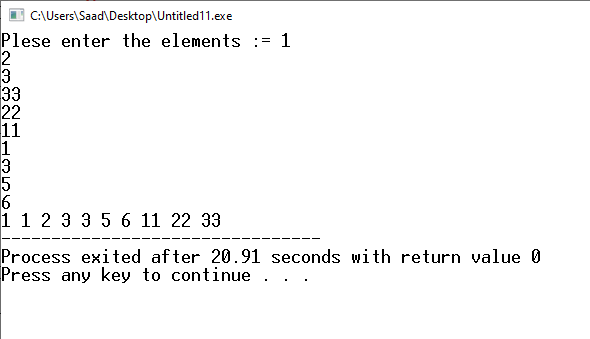 C:\Users\Saad\Desktop\Untitled11.exe
Plese enter the elements := 1
2
3
33
22
11
1
3
5
6
1 1 2 3 3 5 6 11 22 33
--------------------------------
Process exited after 20.91 seconds with return value 0
Press any key to continue . . .